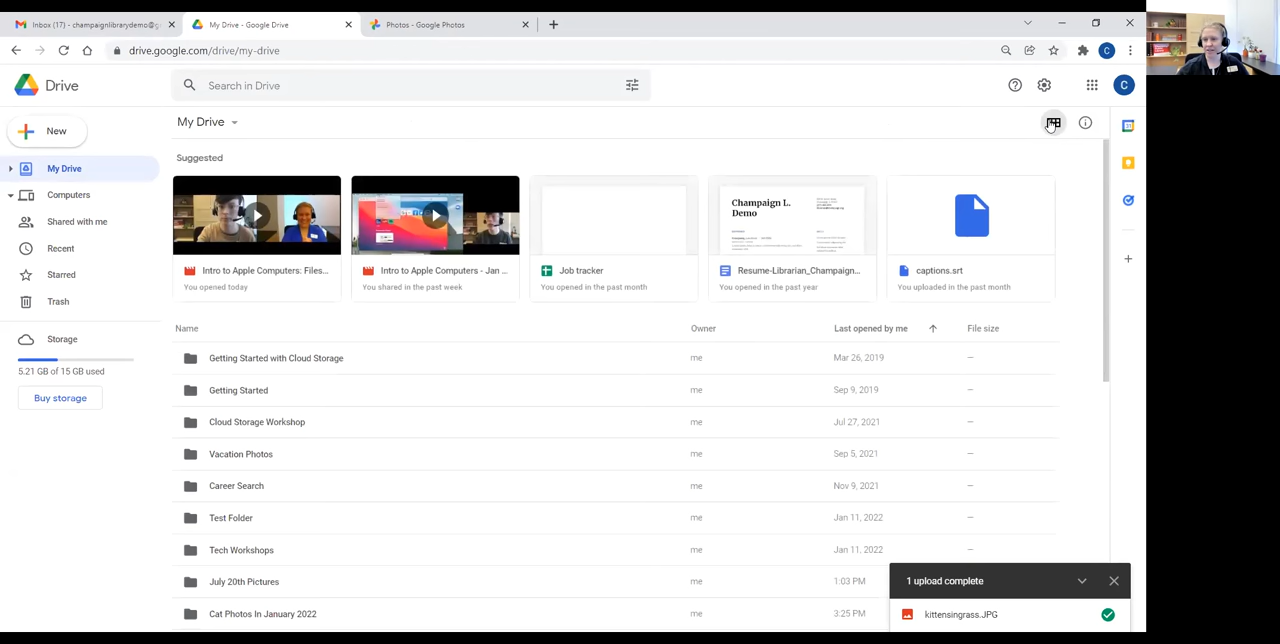 Inbox (17) - champaignlibrarydemo@g
My Drive - Google Drive
Photos - Google Photos
drive.google.com/drive/my-drive
C
Drive
Search in Drive
C
New
My Drive
Suggested
My Drive
Computers
Shared with me
Recent
Starred
Trash
Storage
5.21 GB of 15 GB used
Buy storage
Intro to Apple Computers: Files...
You opened today
Intro to Apple Computers - Jan ...
You shared in the past week
Job tracker
You opened in the past month
Champaign L.
Demo
Resume-Librarian_Champaign...
You opened in the past year
captions.srt
You uploaded in the past month
Name Owner Last opened by me File size
Getting Started with Cloud Storage me Mar 26, 2019 —
Getting Started me Sep 9, 2019 —
Cloud Storage Workshop me Jul 27, 2021 —
Vacation Photos me Sep 5, 2021 —
Career Search me Nov 9, 2021 —
Test Folder me Jan 11, 2022 —
Tech Workshops me Jan 11, 2022 —
July 20th Pictures me 1:03 PM
Cat Photos In January 2022 me 3:25 PM
1 upload complete
kittensingrass.JPG